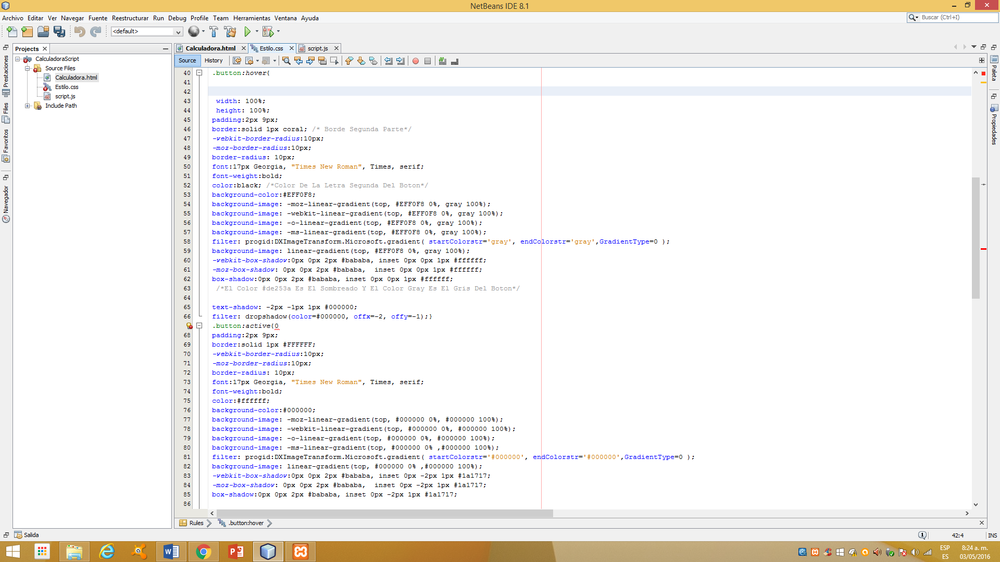 NetBeans IDE 8.1
Archivo Editar Ver Navegar Fuente Reestructurar Run Debug Profile Team Herramientas Ventana Ayuda
Buscar (Ctrl+I)
<default>
Projects
Calculadora.html Estilo.css script.js
Source History
CalculadoraScript
Source Files
Calculadora.html
Estilo.css
script.js
Include Path
Prestaciones
Files
Favoritos
Navegador
Paleta
Propiedades
40 .button:hover{
41
42
43 width: 100%;
44 height: 100%;
45 padding:2px 9px;
46 border:solid 1px coral; /* Borde Segunda Parte*/
47 -webkit-border-radius:10px;
48 -moz-border-radius:10px;
49 border-radius: 10px;
50 font:17px Georgia, "Times New Roman", Times, serif;
51 font-weight:bold;
52 color:black; /*Color De La Letra Segunda Del Boton*/
53 background-color:#EFF0F8;
54 background-image: -moz-linear-gradient(top, #EFF0F8 0%, gray 100%);
55 background-image: -webkit-linear-gradient(top, #EFF0F8 0%, gray 100%);
56 background-image: -o-linear-gradient(top, #EFF0F8 0%, gray 100%);
57 background-image: -ms-linear-gradient(top, #EFF0F8 0%, gray 100%);
58 filter: progid:DXImageTransform.Microsoft.gradient( startColorstr='gray', endColorstr='gray',GradientType=0 );
59 background-image: linear-gradient(top, #EFF0F8 0%, gray 100%);
60 -webkit-box-shadow:0px 0px 2px #bababa, inset 0px 0px 1px #ffffff;
61 -moz-box-shadow: 0px 0px 2px #bababa,  inset 0px 0px 1px #ffffff;
62 box-shadow:0px 0px 2px #bababa, inset 0px 0px 1px #ffffff;
63 /*El Color #de253a Es El Sombreado Y El Color Gray Es El Gris Del Boton*/
64
65 text-shadow: -2px -1px 1px #000000;
66 filter: dropshadow(color=#000000, offx=-2, offy=-1);}
.button:active{0
68 padding:2px 9px;
69 border:solid 1px #FFFFFF;
70 -webkit-border-radius:10px;
71 -moz-border-radius:10px;
72 border-radius: 10px;
73 font:17px Georgia, "Times New Roman", Times, serif;
74 font-weight:bold;
75 color:#ffffff;
76 background-color:#000000;
77 background-image: -moz-linear-gradient(top, #000000 0%, #000000 100%);
78 background-image: -webkit-linear-gradient(top, #000000 0%, #000000 100%);
79 background-image: -o-linear-gradient(top, #000000 0%, #000000 100%);
80 background-image: -ms-linear-gradient(top, #000000 0% ,#000000 100%);
81 filter: progid:DXImageTransform.Microsoft.gradient( startColorstr='#000000', endColorstr='#000000',GradientType=0 );
82 background-image: linear-gradient(top, #000000 0% ,#000000 100%);
83 -webkit-box-shadow:0px 0px 2px #bababa, inset 0px -2px 1px #1a1717;
84 -moz-box-shadow: 0px 0px 2px #bababa,  inset 0px -2px 1px #1a1717;
85 box-shadow:0px 0px 2px #bababa, inset 0px -2px 1px #1a1717;
86
Rules .button:hover
Salida
1 42:4 INS
ESP 8:24 a. m.
ES 03/05/2016